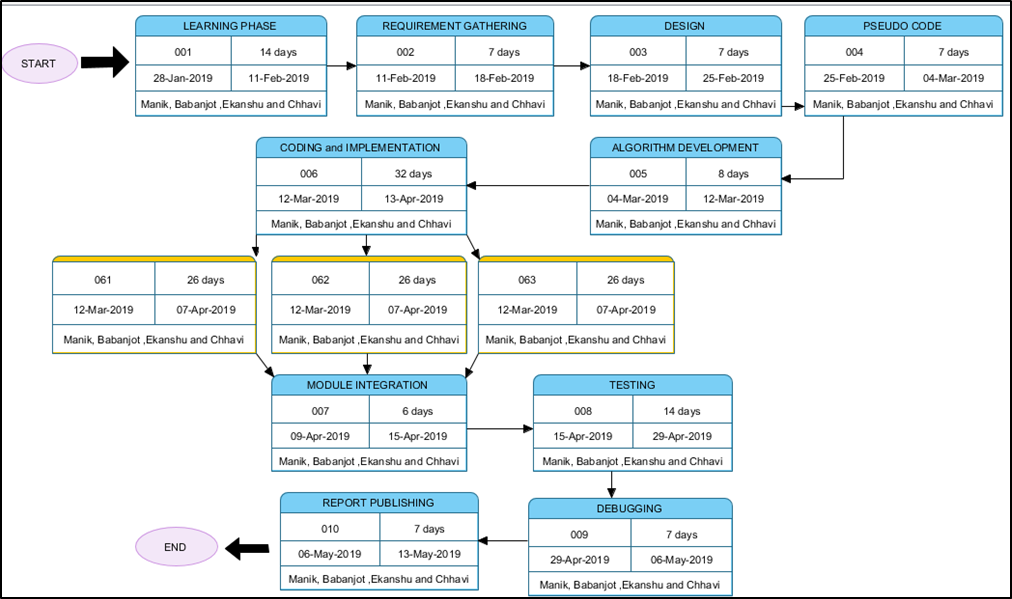 START
LEARNING PHASE
001 14 days
28-Jan-2019 11-Feb-2019
Manik, Babanjot ,Ekanshu and Chhavi
REQUIREMENT GATHERING
002 7 days
11-Feb-2019 18-Feb-2019
Manik, Babanjot ,Ekanshu and Chhavi
DESIGN
003 7 days
18-Feb-2019 25-Feb-2019
Manik, Babanjot ,Ekanshu and Chhavi
PSEUDO CODE
004 7 days
25-Feb-2019 04-Mar-2019
Manik, Babanjot ,Ekanshu and Chhavi
ALGORITHM DEVELOPMENT
005 8 days
04-Mar-2019 12-Mar-2019
Manik, Babanjot ,Ekanshu and Chhavi
CODING and IMPLEMENTATION
006 32 days
12-Mar-2019 13-Apr-2019
Manik, Babanjot ,Ekanshu and Chhavi
061 26 days
12-Mar-2019 07-Apr-2019
Manik, Babanjot ,Ekanshu and Chhavi
062 26 days
12-Mar-2019 07-Apr-2019
Manik, Babanjot ,Ekanshu and Chhavi
063 26 days
12-Mar-2019 07-Apr-2019
Manik, Babanjot ,Ekanshu and Chhavi
MODULE INTEGRATION
007 6 days
09-Apr-2019 15-Apr-2019
Manik, Babanjot ,Ekanshu and Chhavi
TESTING
008 14 days
15-Apr-2019 29-Apr-2019
Manik, Babanjot ,Ekanshu and Chhavi
DEBUGGING
009 7 days
29-Apr-2019 06-May-2019
Manik, Babanjot ,Ekanshu and Chhavi
REPORT PUBLISHING
010 7 days
06-May-2019 13-May-2019
Manik, Babanjot ,Ekanshu and Chhavi
END